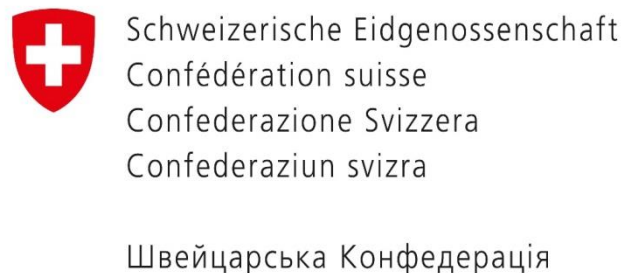 Schweizerische Eidgenossenschaft
Confédération suisse
Confederazione Svizzera
Confederaziun svizra
Швейцарська Конфедерація